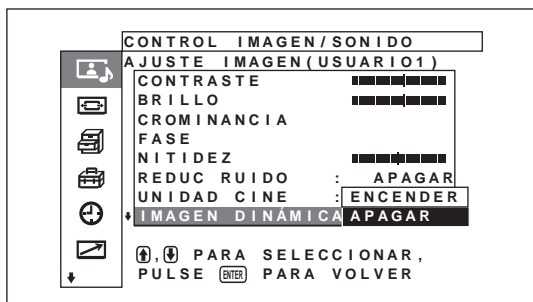 CONTROL IMAGEN/SONIDO
AJUSTE IMAGEN(USUARIO1)
CONTRASTE
BRILLO
CROMINANCIA
FASE
NITIDEZ
REDUC RUIDO : APAGAR
UNIDAD CINE : ENCENDER
IMAGEN DINÁMICA APAGAR
, PARA SELECCIONAR,
PULSE ENTER PARA VOLVER